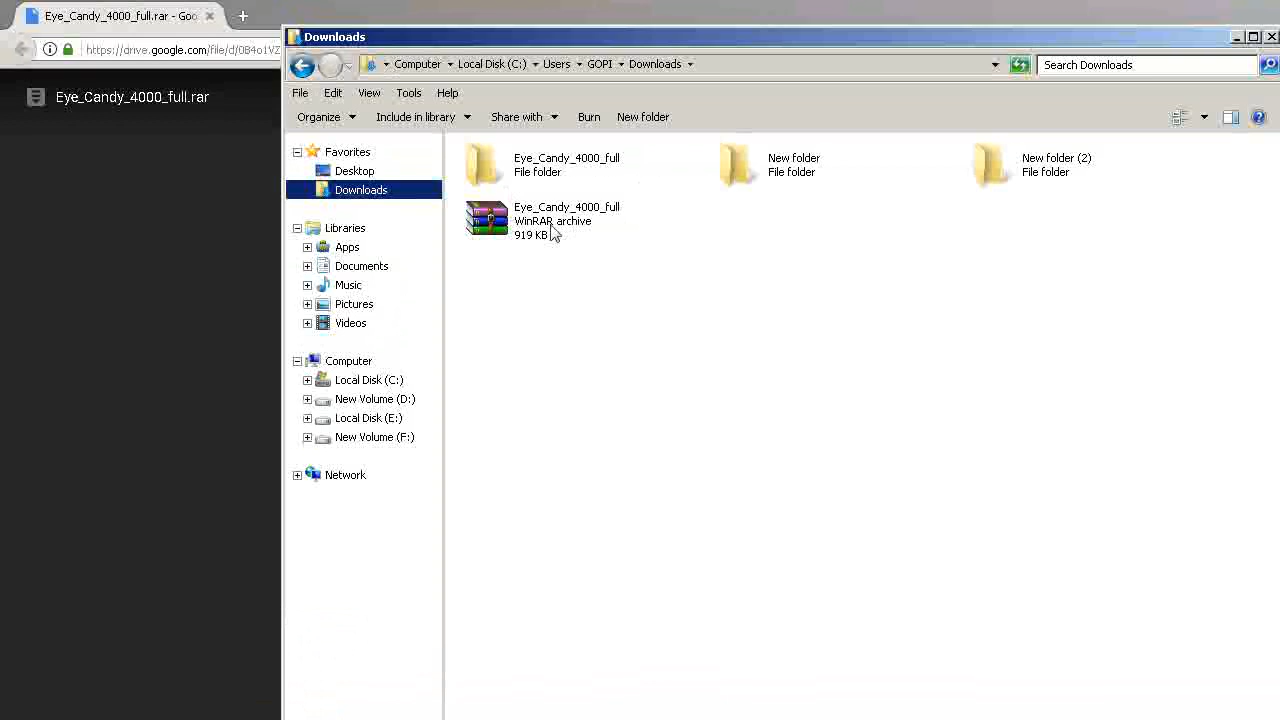 Eye_Candy_4000_full.rar - Goo
https://drive.google.com/file/d/0B4o1VZ
Eye_Candy_4000_full.rar
Downloads
Computer Local Disk (C:) Users GOPI Downloads
Search Downloads
File Edit View Tools Help
Organize Include in library Share with Burn New folder
Favorites
Desktop
Downloads
Libraries
Apps
Documents
Music
Pictures
Videos
Computer
Local Disk (C:)
New Volume (D:)
Local Disk (E:)
New Volume (F:)
Network
Eye_Candy_4000_full
File folder
New folder
File folder
New folder (2)
File folder
Eye_Candy_4000_full
WinRAR archive
919 KB